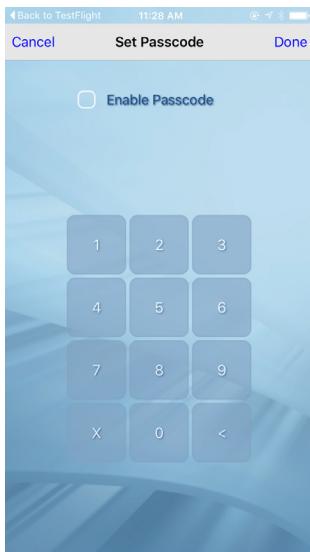 Back to TestFlight 11:28 AM
Cancel Set Passcode Done
Enable Passcode
1 2 3
4 5 6
7 8 9
X 0 <